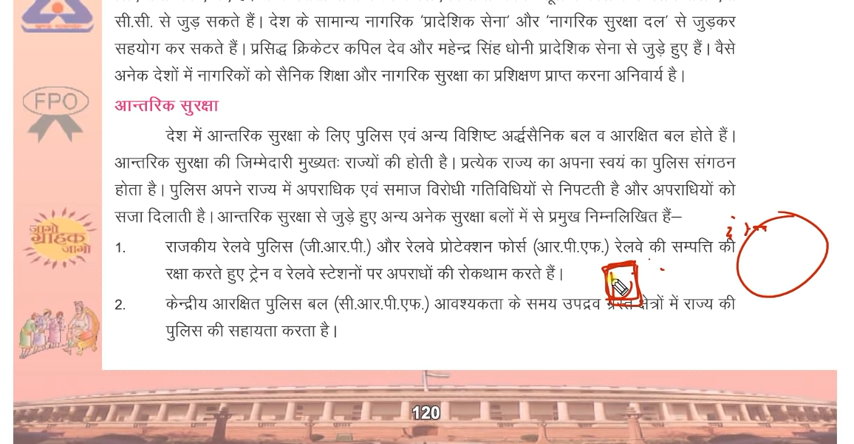 सी.सी. से जुड़ सकते हैं। देश के सामान्य नागरिक ‘प्रादेशिक सेना’ और ‘नागरिक सुरक्षा दल’ से जुड़कर
सहयोग कर सकते हैं। प्रसिद्ध क्रिकेटर कपिल देव और महेन्द्र सिंह धोनी प्रादेशिक सेना से जुड़े हुए हैं। वैसे
अनेक देशों में नागरिकों को सैनिक शिक्षा और नागरिक सुरक्षा का प्रशिक्षण प्राप्त करना अनिवार्य है।
FPO
आन्तरिक सुरक्षा
देश में आन्तरिक सुरक्षा के लिए पुलिस एवं अन्य विशिष्ट अर्द्धसैनिक बल व आरक्षित बल होते हैं।
आन्तरिक सुरक्षा की जिम्मेदारी मुख्यतः राज्यों की होती है। प्रत्येक राज्य का अपना स्वयं का पुलिस संगठन
होता है। पुलिस अपने राज्य में अपराधिक एवं समाज विरोधी गतिविधियों से निपटती है और अपराधियों को
सजा दिलाती है। आन्तरिक सुरक्षा से जुड़े हुए अन्य अनेक सुरक्षा बलों में से प्रमुख निम्नलिखित हैं–
जागो
ग्राहक
जागो
1. राजकीय रेलवे पुलिस (जी.आर.पी.) और रेलवे प्रोटेक्शन फोर्स (आर.पी.एफ.) रेलवे की सम्पत्ति की
रक्षा करते हुए ट्रेन व रेलवे स्टेशनों पर अपराधों की रोकथाम करते हैं।
2. केन्द्रीय आरक्षित पुलिस बल (सी.आर.पी.एफ.) आवश्यकता के समय उपद्रव ग्रस्त क्षेत्रों में राज्य की
पुलिस की सहायता करता है।
120